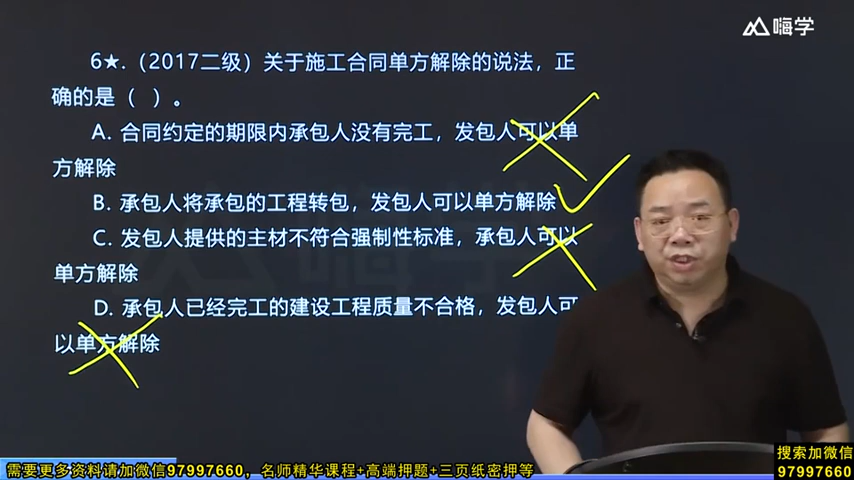 嗨学
6★.（2017二级）关于施工合同单方解除的说法，正
确的是（  ）。
A. 合同约定的期限内承包人没有完工，发包人可以单
方解除
B. 承包人将承包的工程转包，发包人可以单方解除
C. 发包人提供的主材不符合强制性标准，承包人可以
单方解除
D. 承包人已经完工的建设工程质量不合格，发包人可
以单方解除
需要更多资料请加微信97997660，名师精华课程+高端押题+三页纸密押等
搜索加微信
97997660